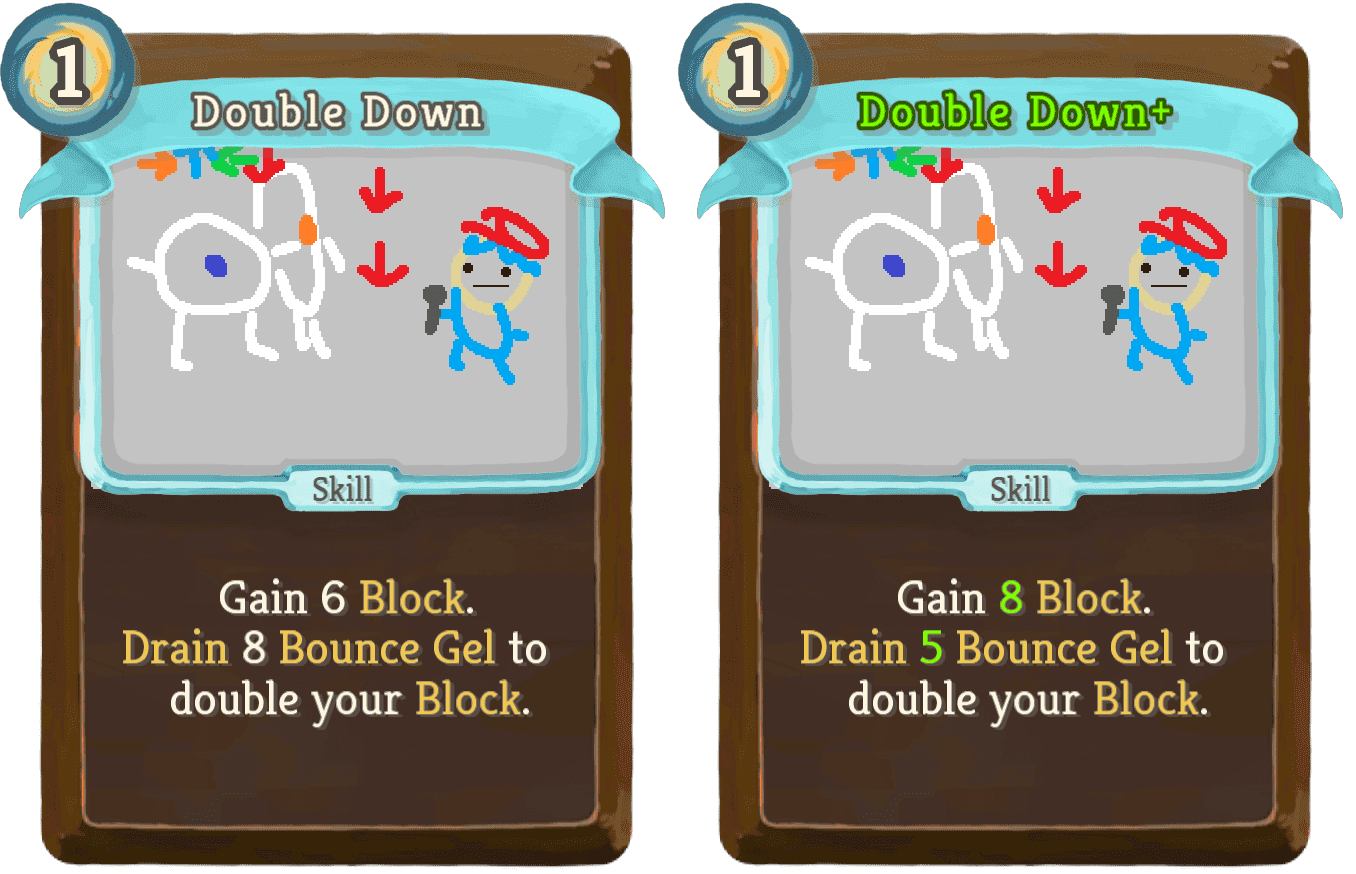 1
Double Down
Skill
Gain 6 Block.
Drain 8 Bounce Gel to
double your Block.
1
Double Down+
Skill
Gain 8 Block.
Drain 5 Bounce Gel to
double your Block.